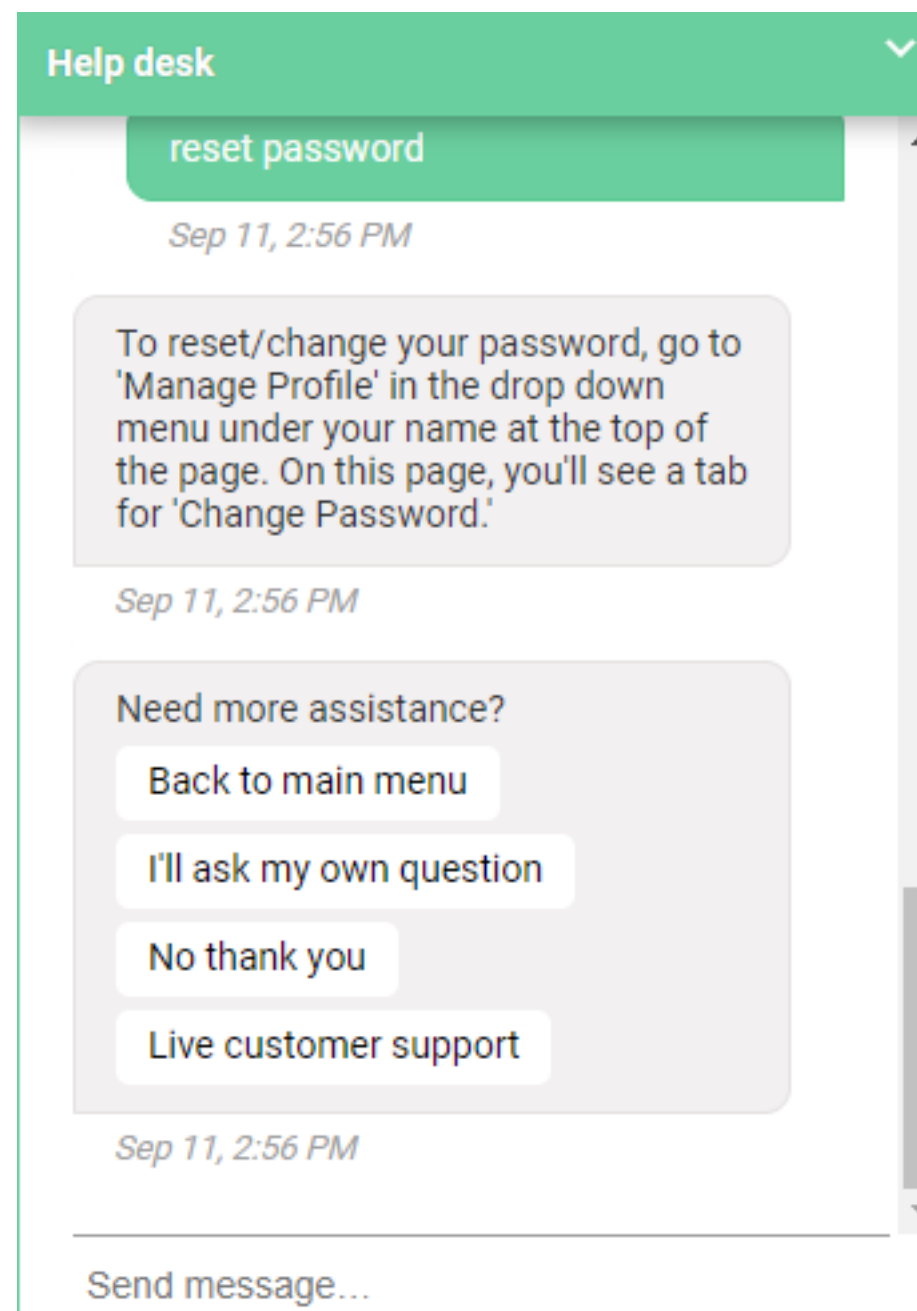 Help desk
reset password
Sep 11, 2:56 PM
To reset/change your password, go to
'Manage Profile' in the drop down
menu under your name at the top of
the page. On this page, you'll see a tab
for 'Change Password.'
Sep 11, 2:56 PM
Need more assistance?
Back to main menu
I'll ask my own question
No thank you
Live customer support
Sep 11, 2:56 PM
Send message...